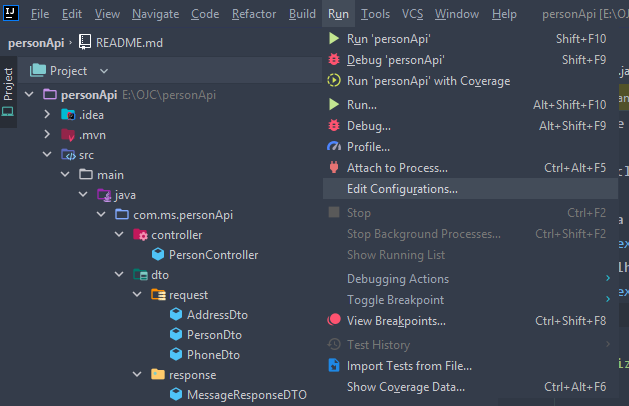 IJ File Edit View Navigate Code Refactor Build Run Tools VCS Window Help personApi [E:\OJC
personApi README.md
Project
Project
personApi E:\OJC\personApi
.idea
.mvn
src
main
java
com.ms.personApi
controller
PersonController
dto
request
AddressDto
PersonDto
PhoneDto
response
MessageResponseDTO
Run 'personApi' Shift+F10
Debug 'personApi' Shift+F9
Run 'personApi' with Coverage
Run... Alt+Shift+F10
Debug... Alt+Shift+F9
Profile...
Attach to Process... Ctrl+Alt+F5
Edit Configurations...
Stop Ctrl+F2
Stop Background Processes... Ctrl+Shift+F2
Show Running List
Debugging Actions
Toggle Breakpoint
View Breakpoints... Ctrl+Shift+F8
Test History
Import Tests from File...
Show Coverage Data... Ctrl+Alt+F6